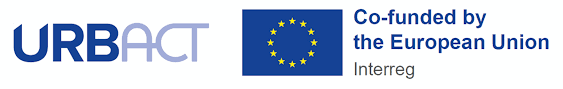 URBACT
Co-funded by
the European Union
Interreg